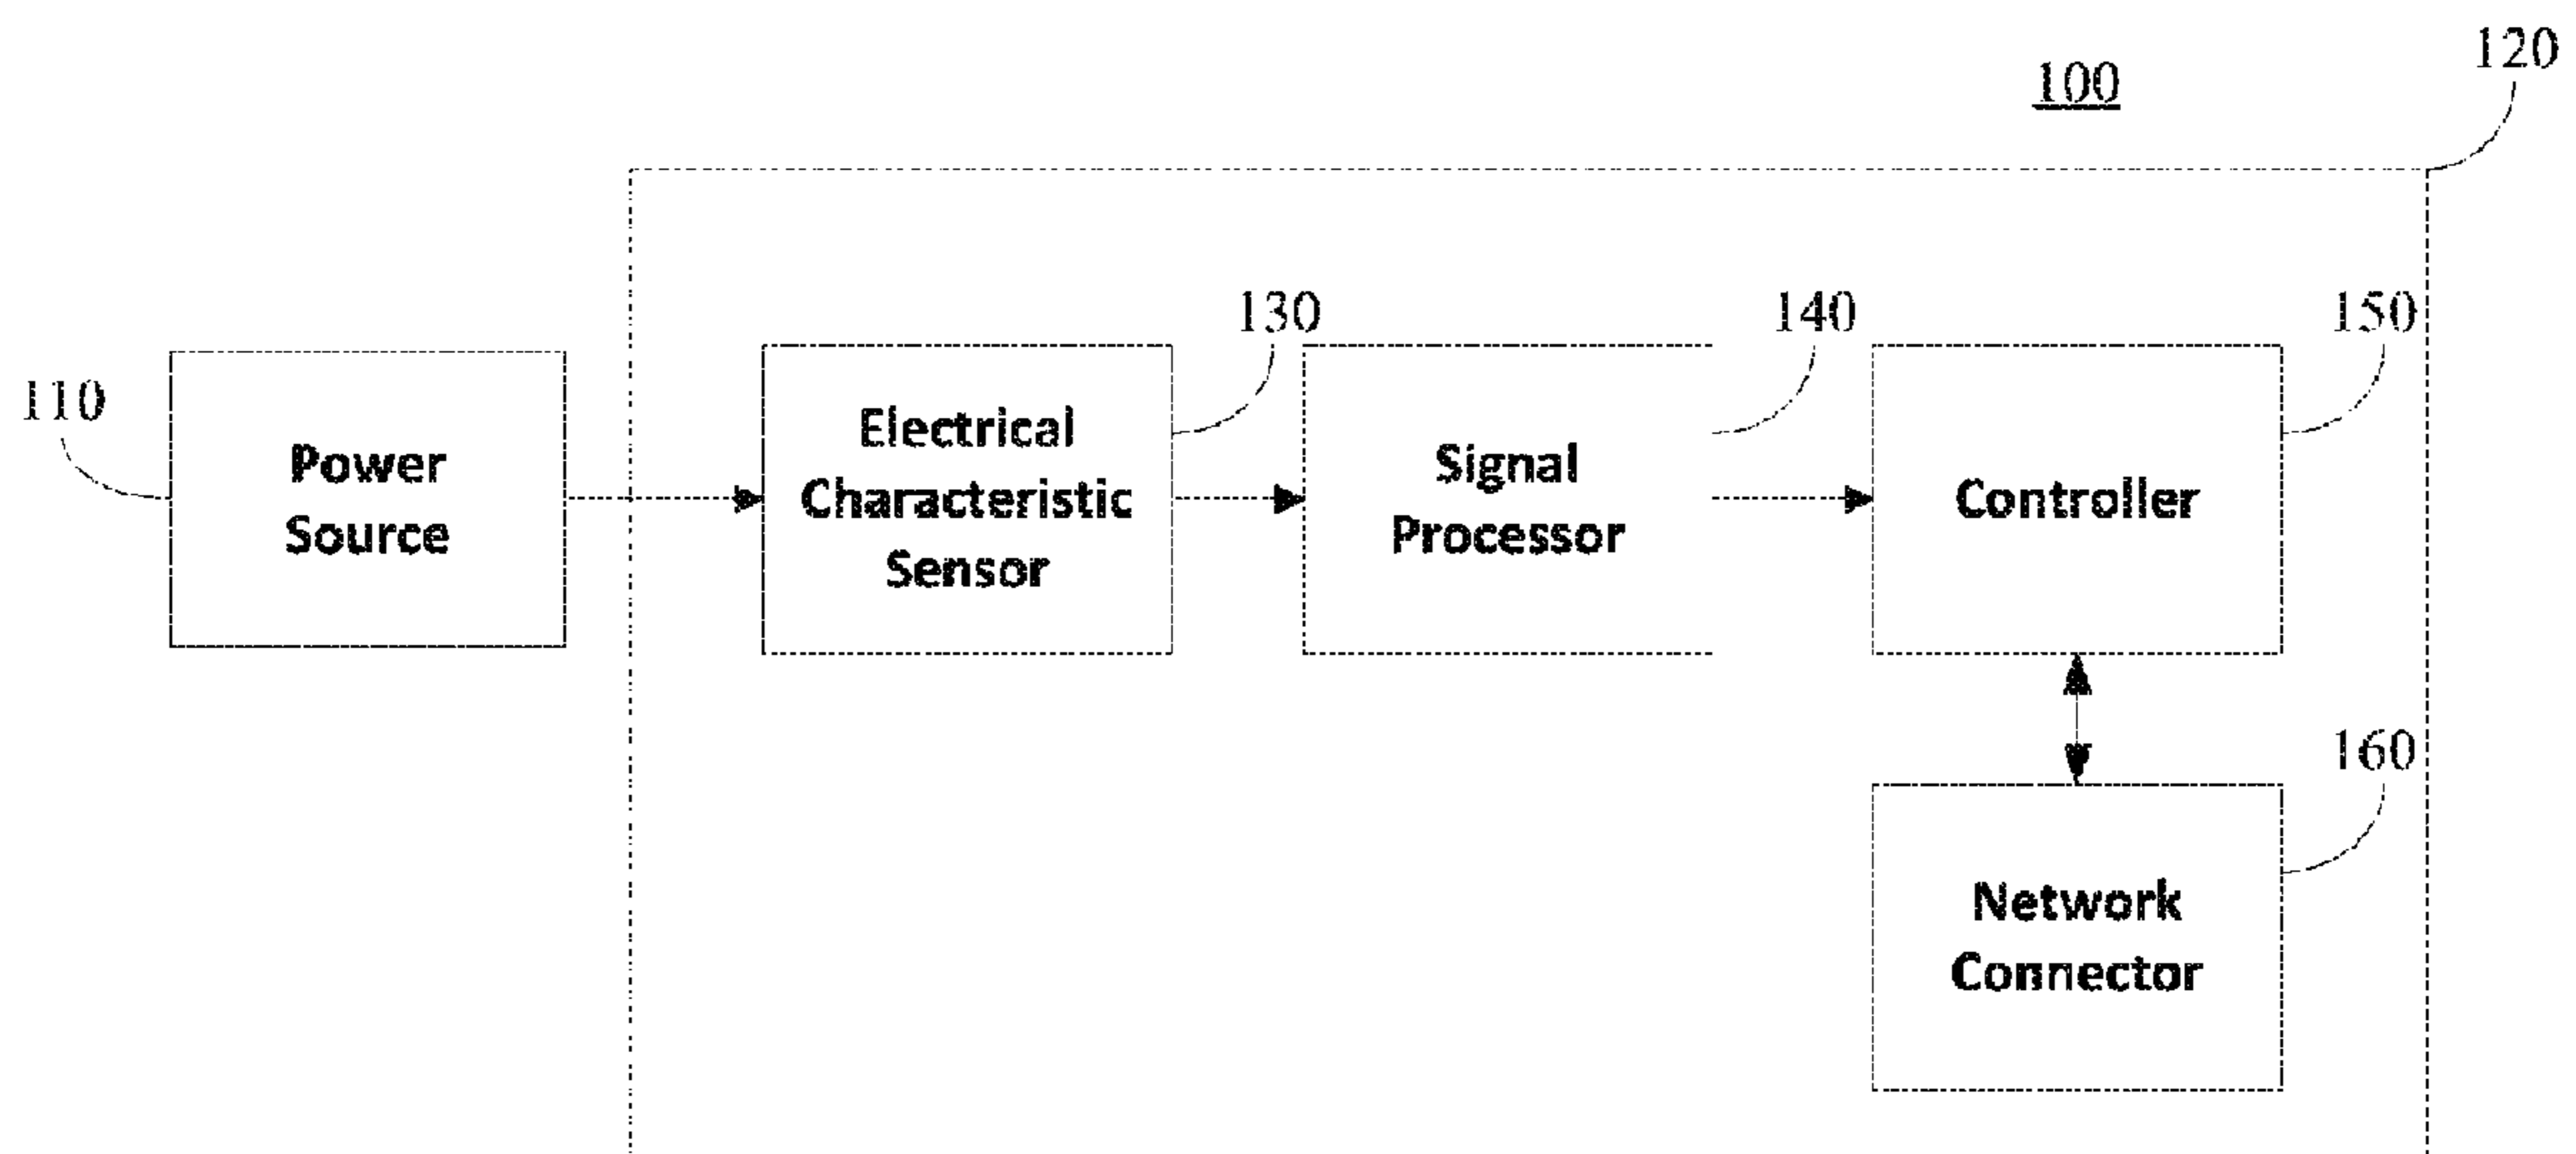 120
100
130
140
150
110
Power
Source
Electrical
Characteristic
Sensor
Signal
Processor
Controller
160
Network
Connector